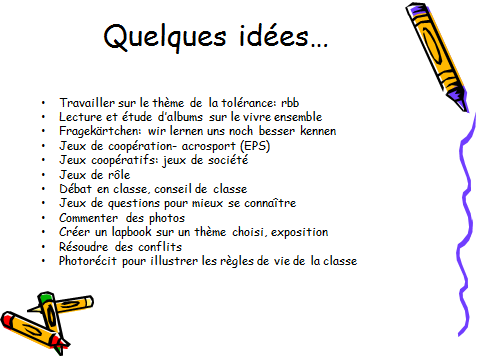 Quelques idées...
• Travailler sur le thème de la tolérance: rbb
• Lecture et étude d'albums sur le vivre ensemble
• Fragekärtchen: wir lernen uns noch besser kennen
• Jeux de coopération- acrosport (EPS)
• Jeux coopératifs: jeux de société
• Jeux de rôle
• Débat en classe, conseil de classe
• Jeux de questions pour mieux se connaître
• Commenter des photos
• Créer un lapbook sur un thème choisi, exposition
• Résoudre des conflits
• Photorécit pour illustrer les règles de vie de la classe